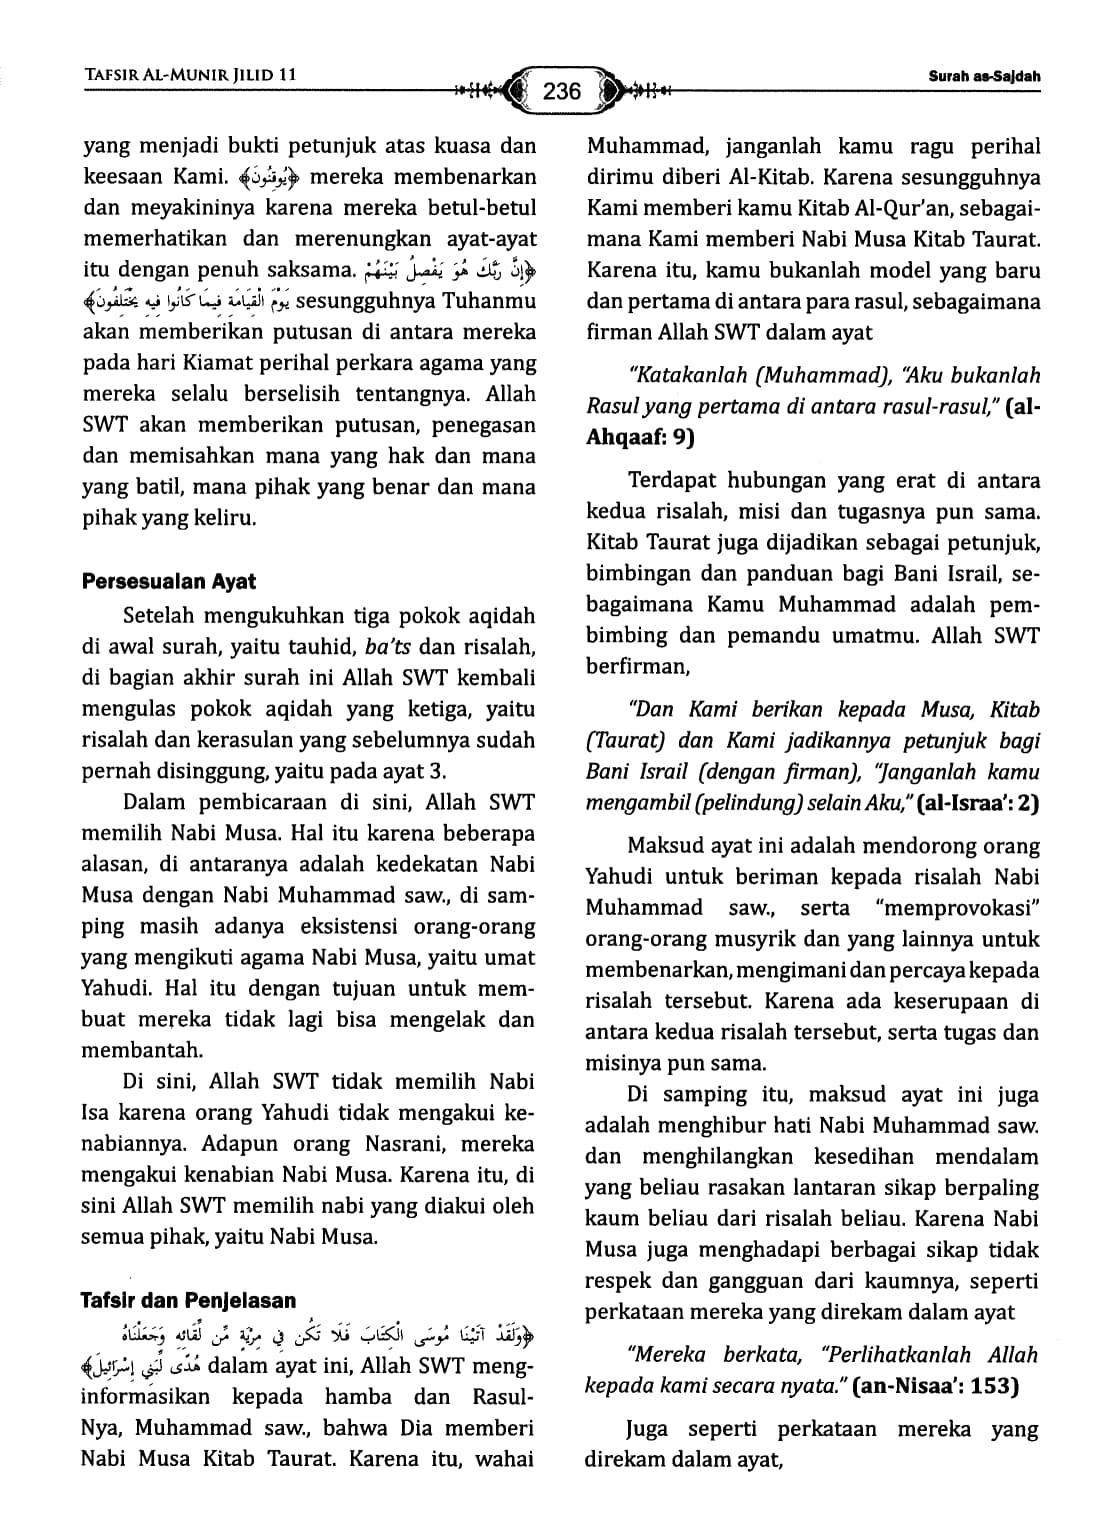 TAFSIR AL-MUNIR JILID 11
236
Surah as-Sajdah
yang menjadi bukti petunjuk atas kuasa dan
keesaan Kami. ﴿يُوقِنُونَ﴾ mereka membenarkan
dan meyakininya karena mereka betul-betul
memerhatikan dan merenungkan ayat-ayat
itu dengan penuh saksama. ﴿إِنَّ رَبَّكَ هُوَ يَفْصِلُ بَيْنَهُمْ
يَوْمَ الْقِيَامَةِ فِيمَا كَانُوا فِيهِ يَخْتَلِفُونَ﴾ sesungguhnya Tuhanmu
akan memberikan putusan di antara mereka
pada hari Kiamat perihal perkara agama yang
mereka selalu berselisih tentangnya. Allah
SWT akan memberikan putusan, penegasan
dan memisahkan mana yang hak dan mana
yang batil, mana pihak yang benar dan mana
pihak yang keliru.
Persesuaian Ayat
Setelah mengukuhkan tiga pokok aqidah
di awal surah, yaitu tauhid, ba’ts dan risalah,
di bagian akhir surah ini Allah SWT kembali
mengulas pokok aqidah yang ketiga, yaitu
risalah dan kerasulan yang sebelumnya sudah
pernah disinggung, yaitu pada ayat 3.
Dalam pembicaraan di sini, Allah SWT
memilih Nabi Musa. Hal itu karena beberapa
alasan, di antaranya adalah kedekatan Nabi
Musa dengan Nabi Muhammad saw., di sam-
ping masih adanya eksistensi orang-orang
yang mengikuti agama Nabi Musa, yaitu umat
Yahudi. Hal itu dengan tujuan untuk mem-
buat mereka tidak lagi bisa mengelak dan
membantah.
Di sini, Allah SWT tidak memilih Nabi
Isa karena orang Yahudi tidak mengakui ke-
nabiannya. Adapun orang Nasrani, mereka
mengakui kenabian Nabi Musa. Karena itu, di
sini Allah SWT memilih nabi yang diakui oleh
semua pihak, yaitu Nabi Musa.
Tafsir dan Penjelasan
﴿وَلَقَدْ آتَيْنَا مُوسَى الْكِتَابَ فَلَا تَكُن فِي مِرْيَةٍ مِّن لِّقَائِهِ وَجَعَلْنَاهُ
هُدًى لِّبَنِي إِسْرَائِيلَ﴾ dalam ayat ini, Allah SWT meng-
informasikan kepada hamba dan Rasul-
Nya, Muhammad saw., bahwa Dia memberi
Nabi Musa Kitab Taurat. Karena itu, wahai
Muhammad, janganlah kamu ragu perihal
dirimu diberi Al-Kitab. Karena sesungguhnya
Kami memberi kamu Kitab Al-Qur’an, sebagai-
mana Kami memberi Nabi Musa Kitab Taurat.
Karena itu, kamu bukanlah model yang baru
dan pertama di antara para rasul, sebagaimana
firman Allah SWT dalam ayat
“Katakanlah (Muhammad), “Aku bukanlah
Rasul yang pertama di antara rasul-rasul,” (al-
Ahqaaf: 9)
Terdapat hubungan yang erat di antara
kedua risalah, misi dan tugasnya pun sama.
Kitab Taurat juga dijadikan sebagai petunjuk,
bimbingan dan panduan bagi Bani Israil, se-
bagaimana Kamu Muhammad adalah pem-
bimbing dan pemandu umatmu. Allah SWT
berfirman,
“Dan Kami berikan kepada Musa, Kitab
(Taurat) dan Kami jadikannya petunjuk bagi
Bani Israil (dengan firman), “Janganlah kamu
mengambil (pelindung) selain Aku,” (al-Israa’: 2)
Maksud ayat ini adalah mendorong orang
Yahudi untuk beriman kepada risalah Nabi
Muhammad saw., serta “memprovokasi”
orang-orang musyrik dan yang lainnya untuk
membenarkan, mengimani dan percaya kepada
risalah tersebut. Karena ada keserupaan di
antara kedua risalah tersebut, serta tugas dan
misinya pun sama.
Di samping itu, maksud ayat ini juga
adalah menghibur hati Nabi Muhammad saw.
dan menghilangkan kesedihan mendalam
yang beliau rasakan lantaran sikap berpaling
kaum beliau dari risalah beliau. Karena Nabi
Musa juga menghadapi berbagai sikap tidak
respek dan gangguan dari kaumnya, seperti
perkataan mereka yang direkam dalam ayat
“Mereka berkata, “Perlihatkanlah Allah
kepada kami secara nyata.” (an-Nisaa’: 153)
Juga seperti perkataan mereka yang
direkam dalam ayat,